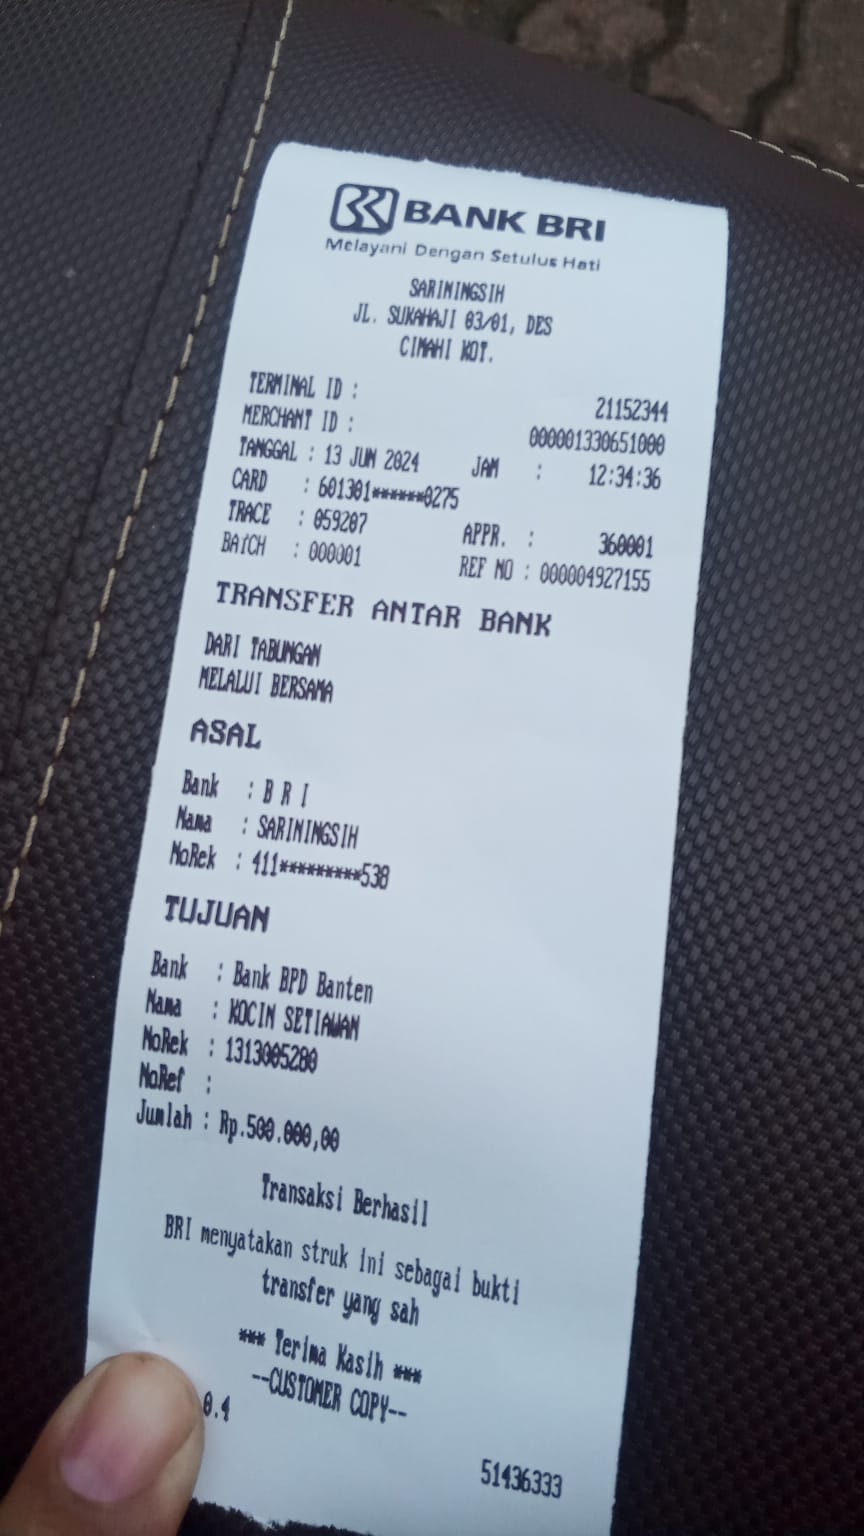 BANK BRI
Melayani Dengan Setulus Hati
SARININGSIH
JL. SUKAHAJI 03/01, DES
CIMAHI KOT.
TERMINAL ID : 21152344
MERCHANT ID : 000001330651000
TANGGAL : 13 JUN 2024 JAM : 12:34:36
CARD : 601301******0275
TRACE : 059207 APPR. : 360001
BATCH : 000001 REF NO : 000004927155
TRANSFER ANTAR BANK
DARI TABUNGAN
MELALUI BERSAMA
ASAL
Bank : B R I
Nama : SARININGSIH
NoRek : 411*********538
TUJUAN
Bank : Bank BPD Banten
Nama : KOCIN SETIAWAN
NoRek : 1313005280
NoRef :
Jumlah : Rp.500.000,00
Transaksi Berhasil
BRI menyatakan struk ini sebagai bukti
transfer yang sah
*** Terima Kasih ***
--CUSTOMER COPY--
0.4
51436333